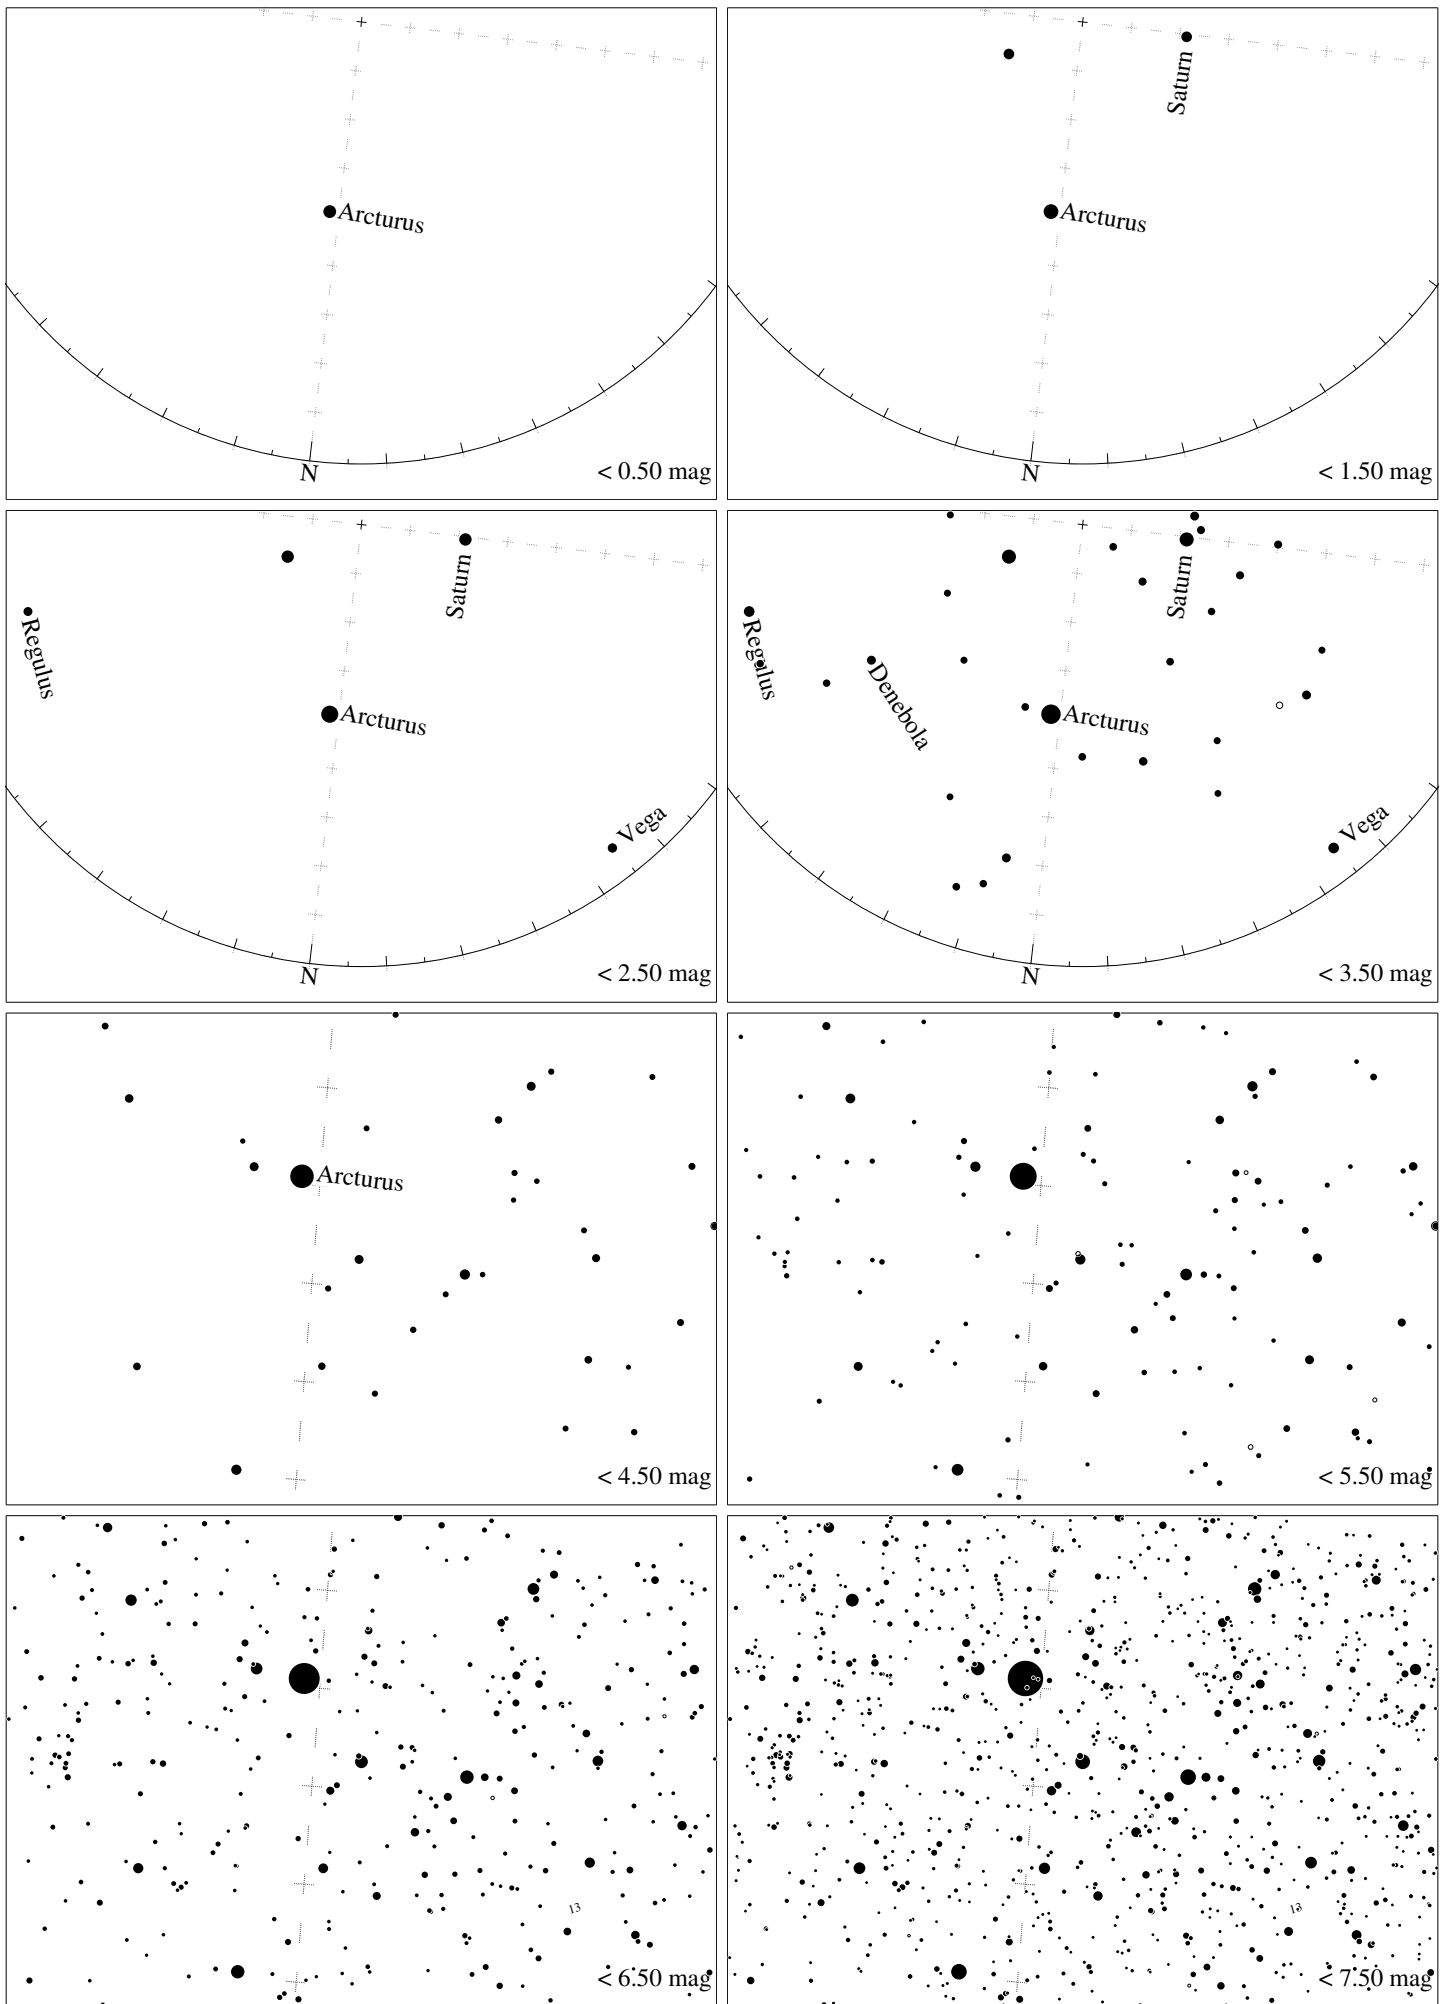 Arcturus
N
< 0.50 mag
Saturn
Arcturus
N
< 1.50 mag
Saturn
Regulus
Arcturus
Vega
N
< 2.50 mag
Saturn
Regulus
Denebola
Arcturus
Vega
N
< 3.50 mag
Arcturus
< 4.50 mag
< 5.50 mag
13
< 6.50 mag
13
< 7.50 mag